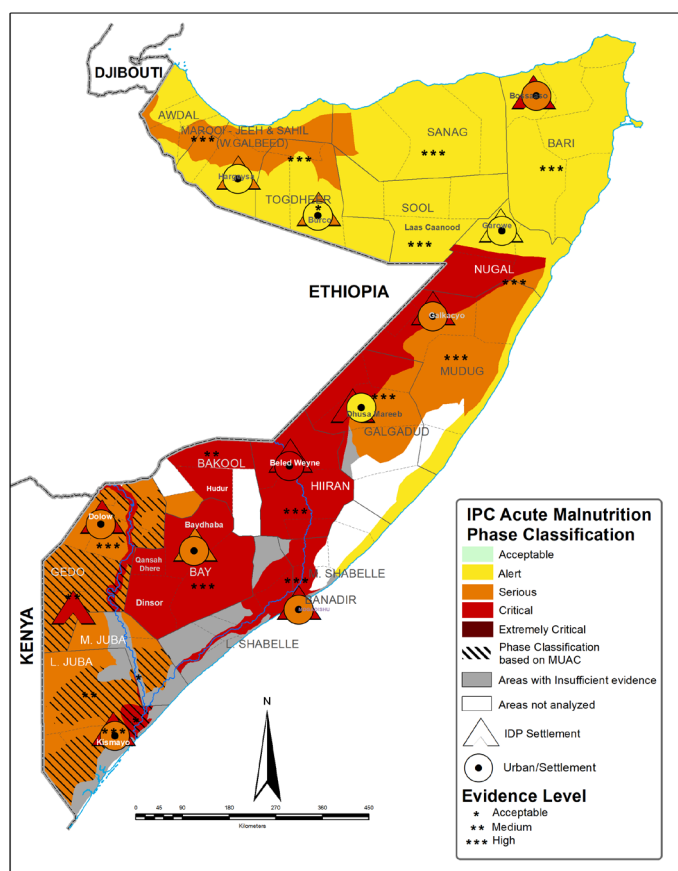 DJIBOUTI
AWDAL
MAROQI - JEEH & SAHIL
(W.GALBEED)
***
***
SANAG
***
Bossasso
BARI
***
Hargeysa
TOGDHEER
*
Burco
SOOL
Laas Caanood
***
Garowe
NUGAL
***
ETHIOPIA
Galkacyo
***
MUDUG
***
Dhusa Mareeb
GALGADUD
**
BAKOOL
Beled Weyne
Hudur
HIIRAN
***
Dolow
***
Baydhaba
Qansah
Dhere
BAY
***
GEDO
**
Dinsor
***
M. SHABELLE
BANADIR
KENYA
M. JUBA
L. SHABELLE
L. JUBA
**
*
*
***
Kismayo
N
0 45 90 180 270 360 450
Kilometers
IPC Acute Malnutrition
Phase Classification
Acceptable
Alert
Serious
Critical
Extremely Critical
Phase Classification
based on MUAC
Areas with Insufficient evidence
Areas not analyzed
IDP Settlement
Urban/Settlement
Evidence Level
* Acceptable
** Medium
*** High